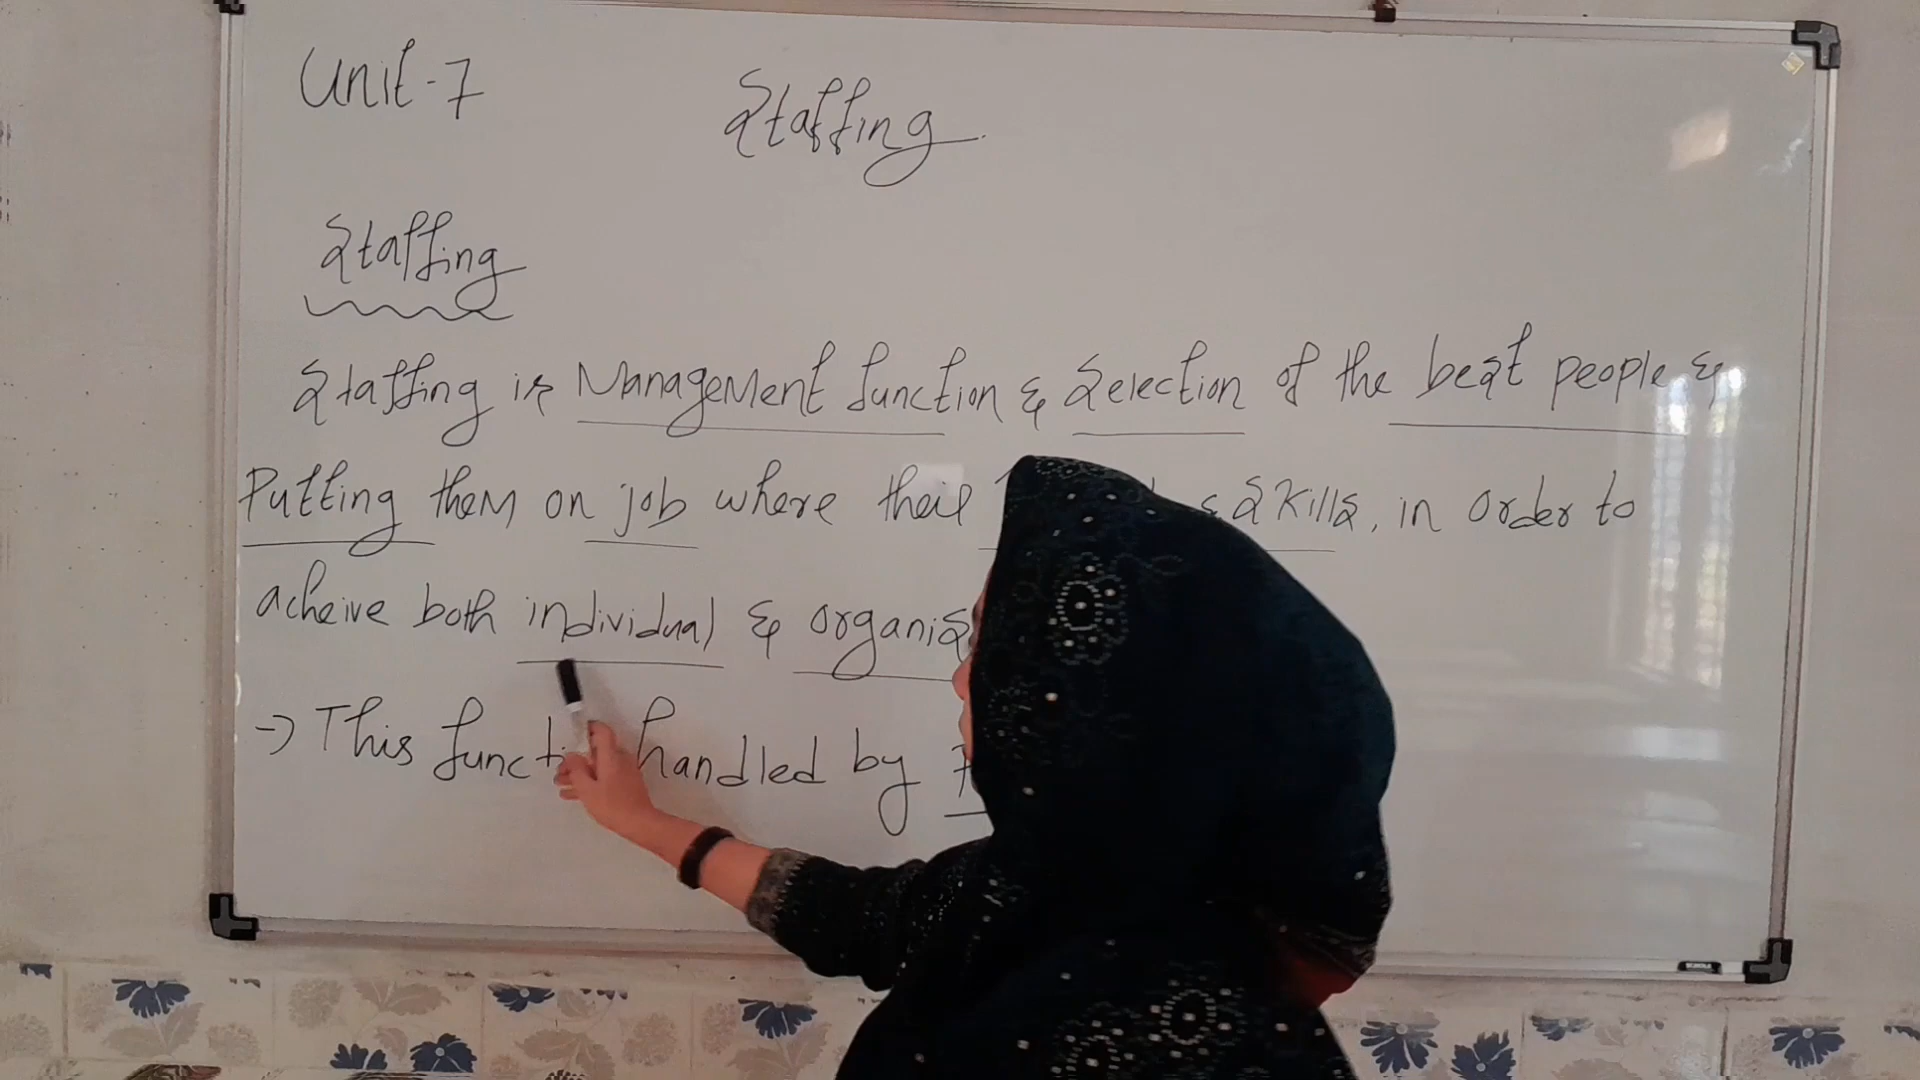 Unit-7
Staffing
Staffing
Staffing is Management function & Selection of the best people &
Putting them on job where their & Skills, in order to
acheive both individual & organis
→ This functi handled by